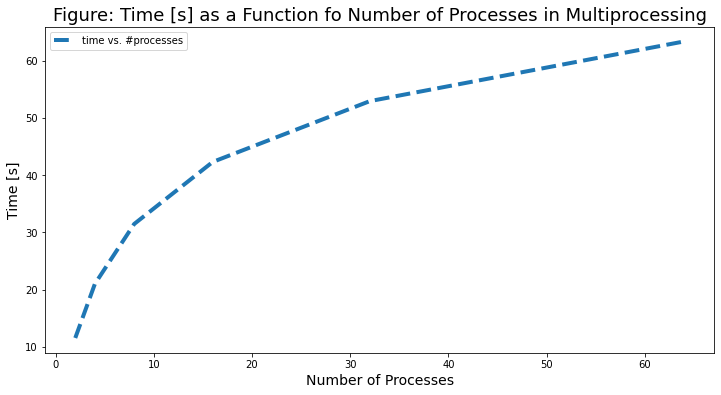 Figure: Time [s] as a Function fo Number of Processes in Multiprocessing
time vs. #processes
Time [s]
60
50
40
30
20
10
0 10 20 30 40 50 60
Number of Processes